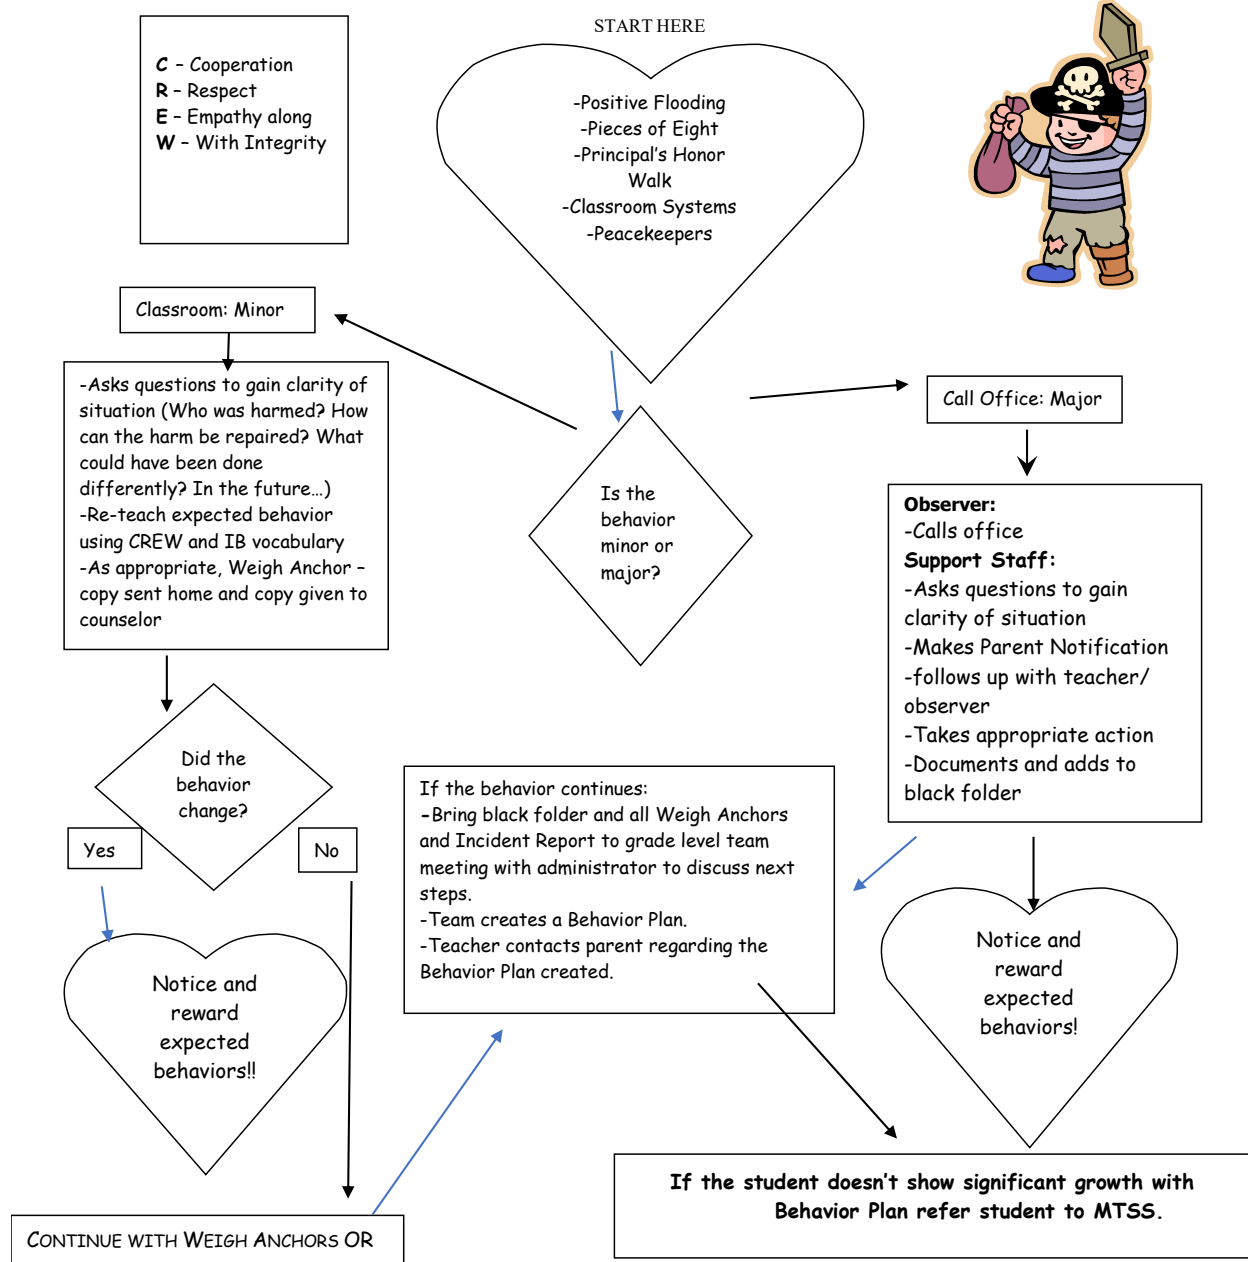 START HERE
C – Cooperation
R – Respect
E – Empathy along
W – With Integrity
-Positive Flooding
-Pieces of Eight
-Principal's Honor
Walk
-Classroom Systems
-Peacekeepers
Classroom: Minor
-Asks questions to gain clarity of
situation (Who was harmed? How
can the harm be repaired? What
could have been done
differently? In the future…)
-Re-teach expected behavior
using CREW and IB vocabulary
-As appropriate, Weigh Anchor –
copy sent home and copy given to
counselor
Is the
behavior
minor or
major?
Call Office: Major
Observer:
-Calls office
Support Staff:
-Asks questions to gain
clarity of situation
-Makes Parent Notification
-follows up with teacher/
observer
-Takes appropriate action
-Documents and adds to
black folder
Did the
behavior
change?
Yes
No
If the behavior continues:
-Bring black folder and all Weigh Anchors
and Incident Report to grade level team
meeting with administrator to discuss next
steps.
-Team creates a Behavior Plan.
-Teacher contacts parent regarding the
Behavior Plan created.
Notice and
reward
expected
behaviors!!
Notice and
reward
expected
behaviors!
CONTINUE WITH WEIGH ANCHORS OR
If the student doesn't show significant growth with
Behavior Plan refer student to MTSS.